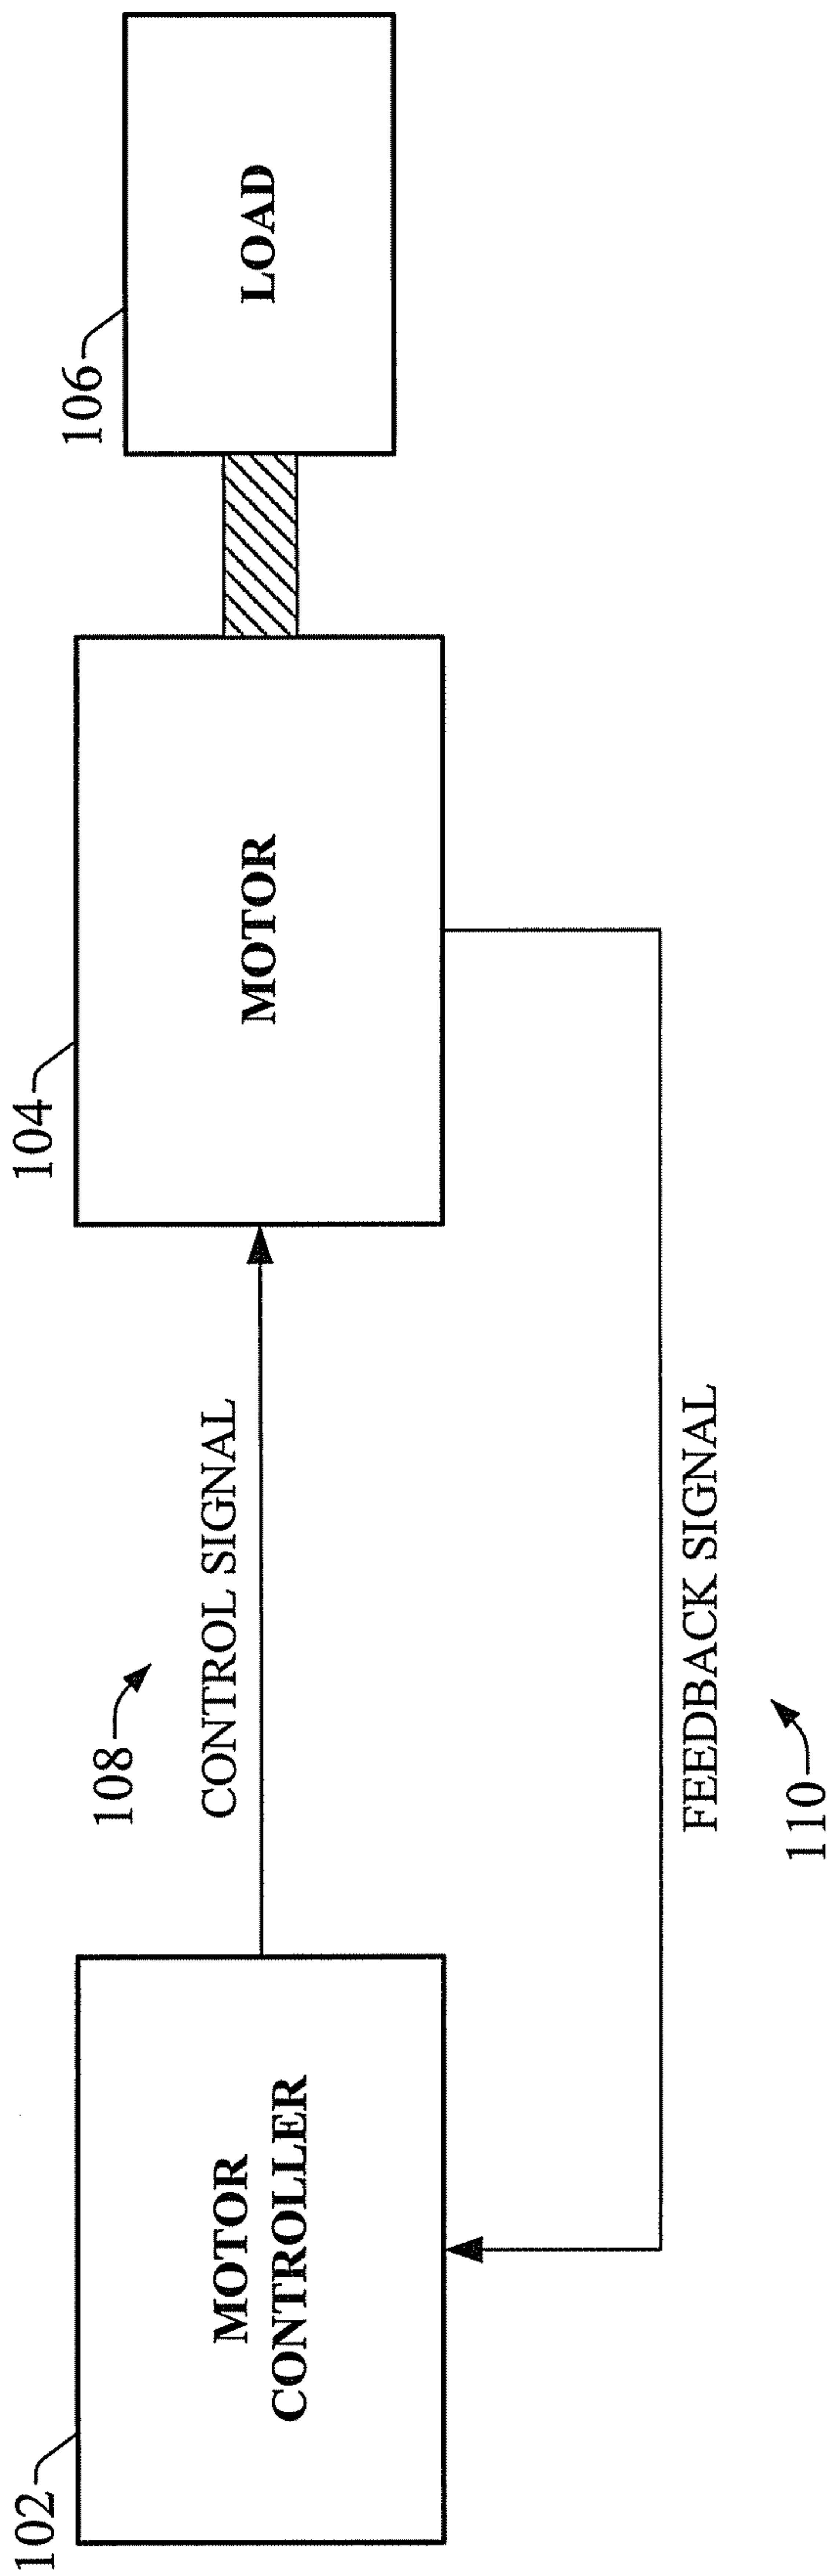 102
MOTOR
CONTROLLER
108
CONTROL SIGNAL
104
MOTOR
106
LOAD
FEEDBACK SIGNAL
110